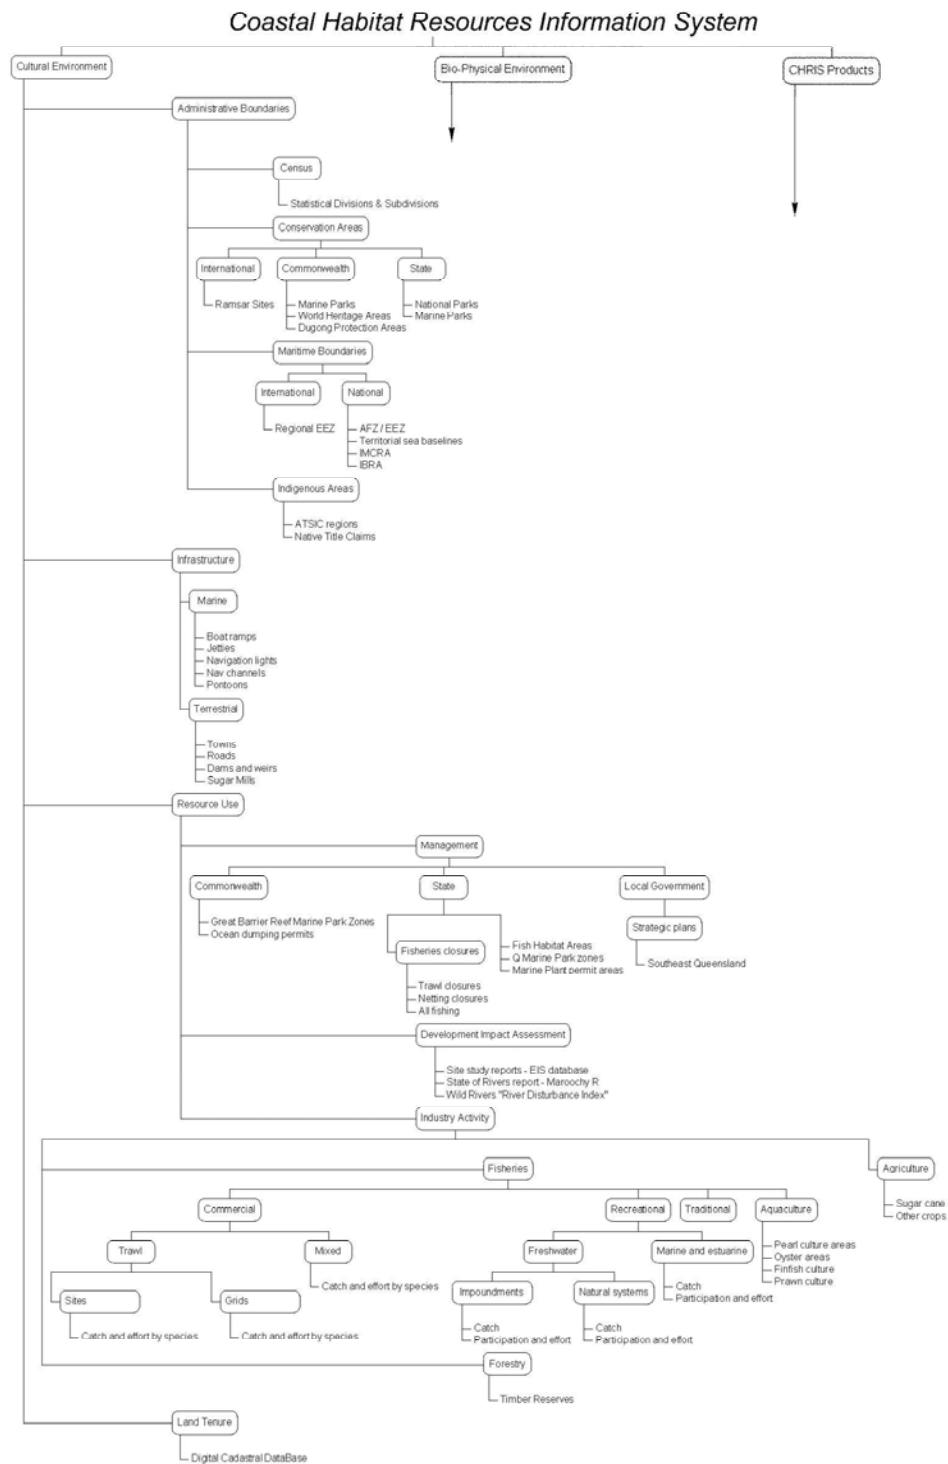 Coastal Habitat Resources Information System
Cultural Environment
Bio-Physical Environment
CHRIS Products
Administrative Boundaries
Census
Statistical Divisions & Subdivisions
Conservation Areas
International
Commonwealth
State
Ramsar Sites
Marine Parks
World Heritage Areas
Dugong Protection Areas
National Parks
Marine Parks
Maritime Boundaries
International
National
Regional EEZ
AFZ / EEZ
Territorial sea baselines
IMCRA
IBRA
Indigenous Areas
ATSIC regions
Native Title Claims
Infrastructure
Marine
Boat ramps
Jetties
Navigation lights
Nav channels
Pontoons
Terrestrial
Towns
Roads
Dams and weirs
Sugar Mills
Resource Use
Management
Commonwealth
State
Local Government
Great Barrier Reef Marine Park Zones
Ocean dumping permits
Fisheries closures
Trawl closures
Netting closures
All fishing
Fish Habitat Areas
Q Marine Park zones
Marine Plant permit areas
Strategic plans
Southeast Queensland
Development Impact Assessment
Site study reports - EIS database
State of Rivers report - Maroochy R
Wild Rivers "River Disturbance Index"
Industry Activity
Fisheries
Agriculture
Sugar cane
Other crops
Commercial
Recreational
Traditional
Aquaculture
Pearl culture areas
Oyster areas
Finfish culture
Prawn culture
Trawl
Mixed
Catch and effort by species
Freshwater
Marine and estuarine
Catch
Participation and effort
Sites
Grids
Catch and effort by species
Catch and effort by species
Impoundments
Natural systems
Catch
Participation and effort
Catch
Participation and effort
Forestry
Timber Reserves
Land Tenure
Digital Cadastral DataBase